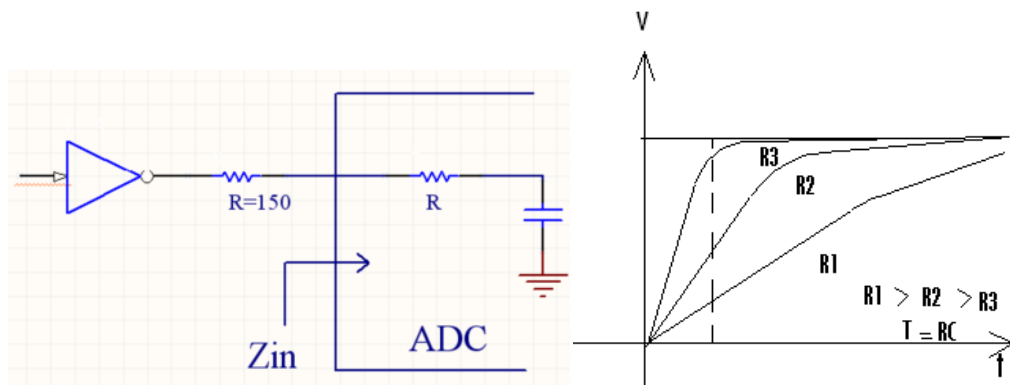 R=150
R
Zin
ADC
V
R3
R2
R1
R1 > R2 > R3
T = RC
t